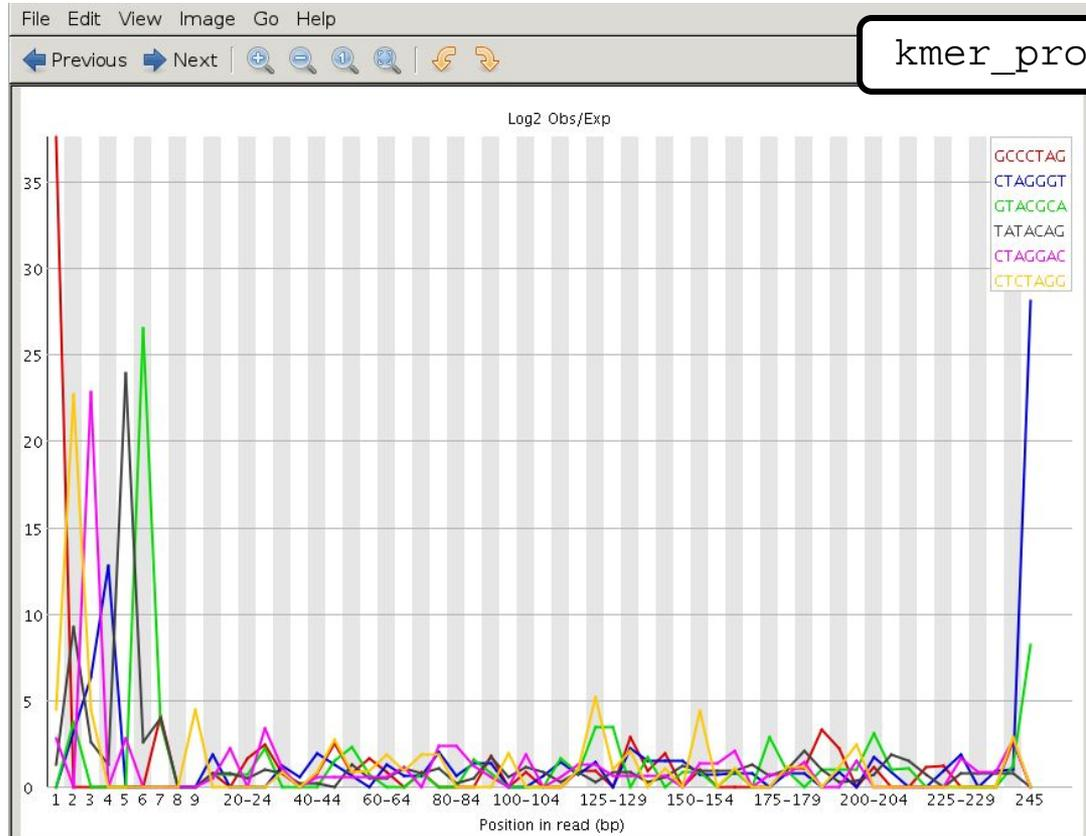 File Edit View Image Go Help
Previous Next
kmer_pro
Log2 Obs/Exp
GCCCTAG
CTAGGGT
GTACGCA
TATACAG
CTAGGAC
CTCTAGG
35
30
25
20
15
10
5
0
1 2 3 4 5 6 7 8 9 20-24 40-44 60-64 80-84 100-104 125-129 150-154 175-179 200-204 225-229 245
Position in read (bp)